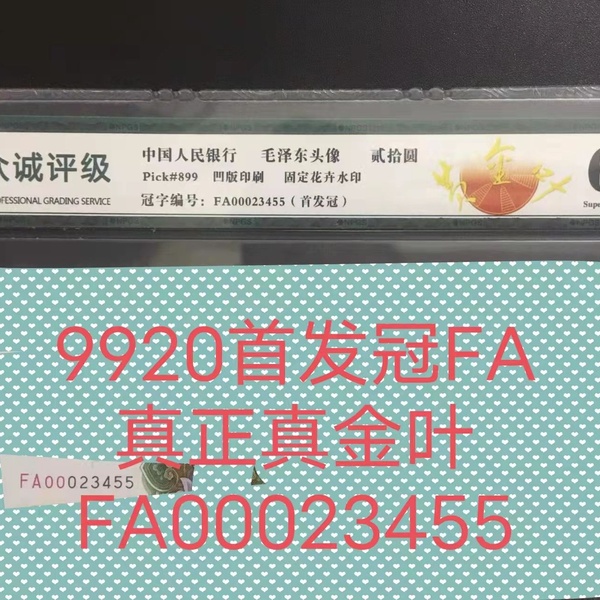 众诚评级
PROFESSIONAL GRADING SERVICE
中国人民银行 毛泽东头像 贰拾圆
Pick#899 凹版印刷 固定花卉水印
冠字编号：FA00023455（首发冠）
Supe
9920首发冠FA
真正真金叶
FA00023455
FA00023455